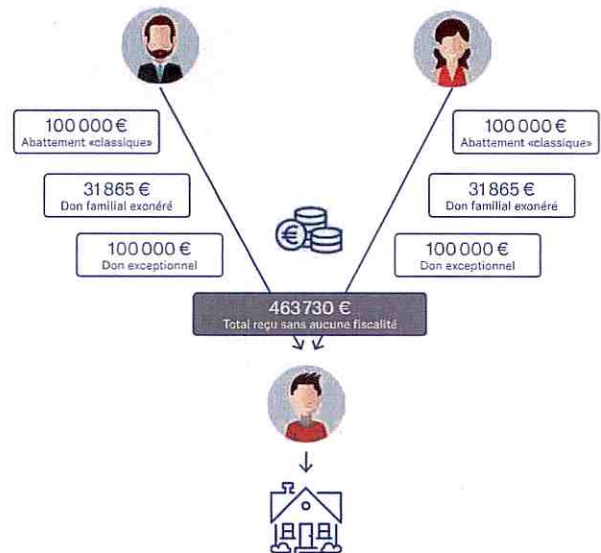 100 000 €
Abattement «classique»
100 000 €
Abattement «classique»
31 865 €
Don familial exonéré
31 865 €
Don familial exonéré
€
100 000 €
Don exceptionnel
100 000 €
Don exceptionnel
463 730 €
Total reçu sans aucune fiscalité